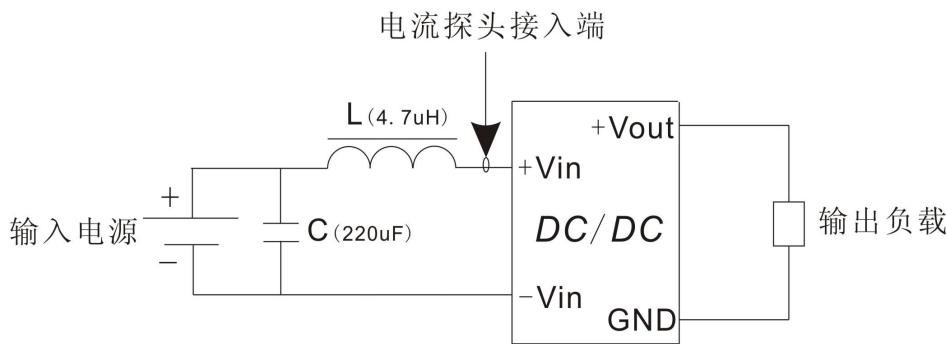 电流探头接入端
L(4.7uH)
+Vout
+Vin
+
输入电源
C(220uF)
DC/DC
输出负载
−
−Vin
GND